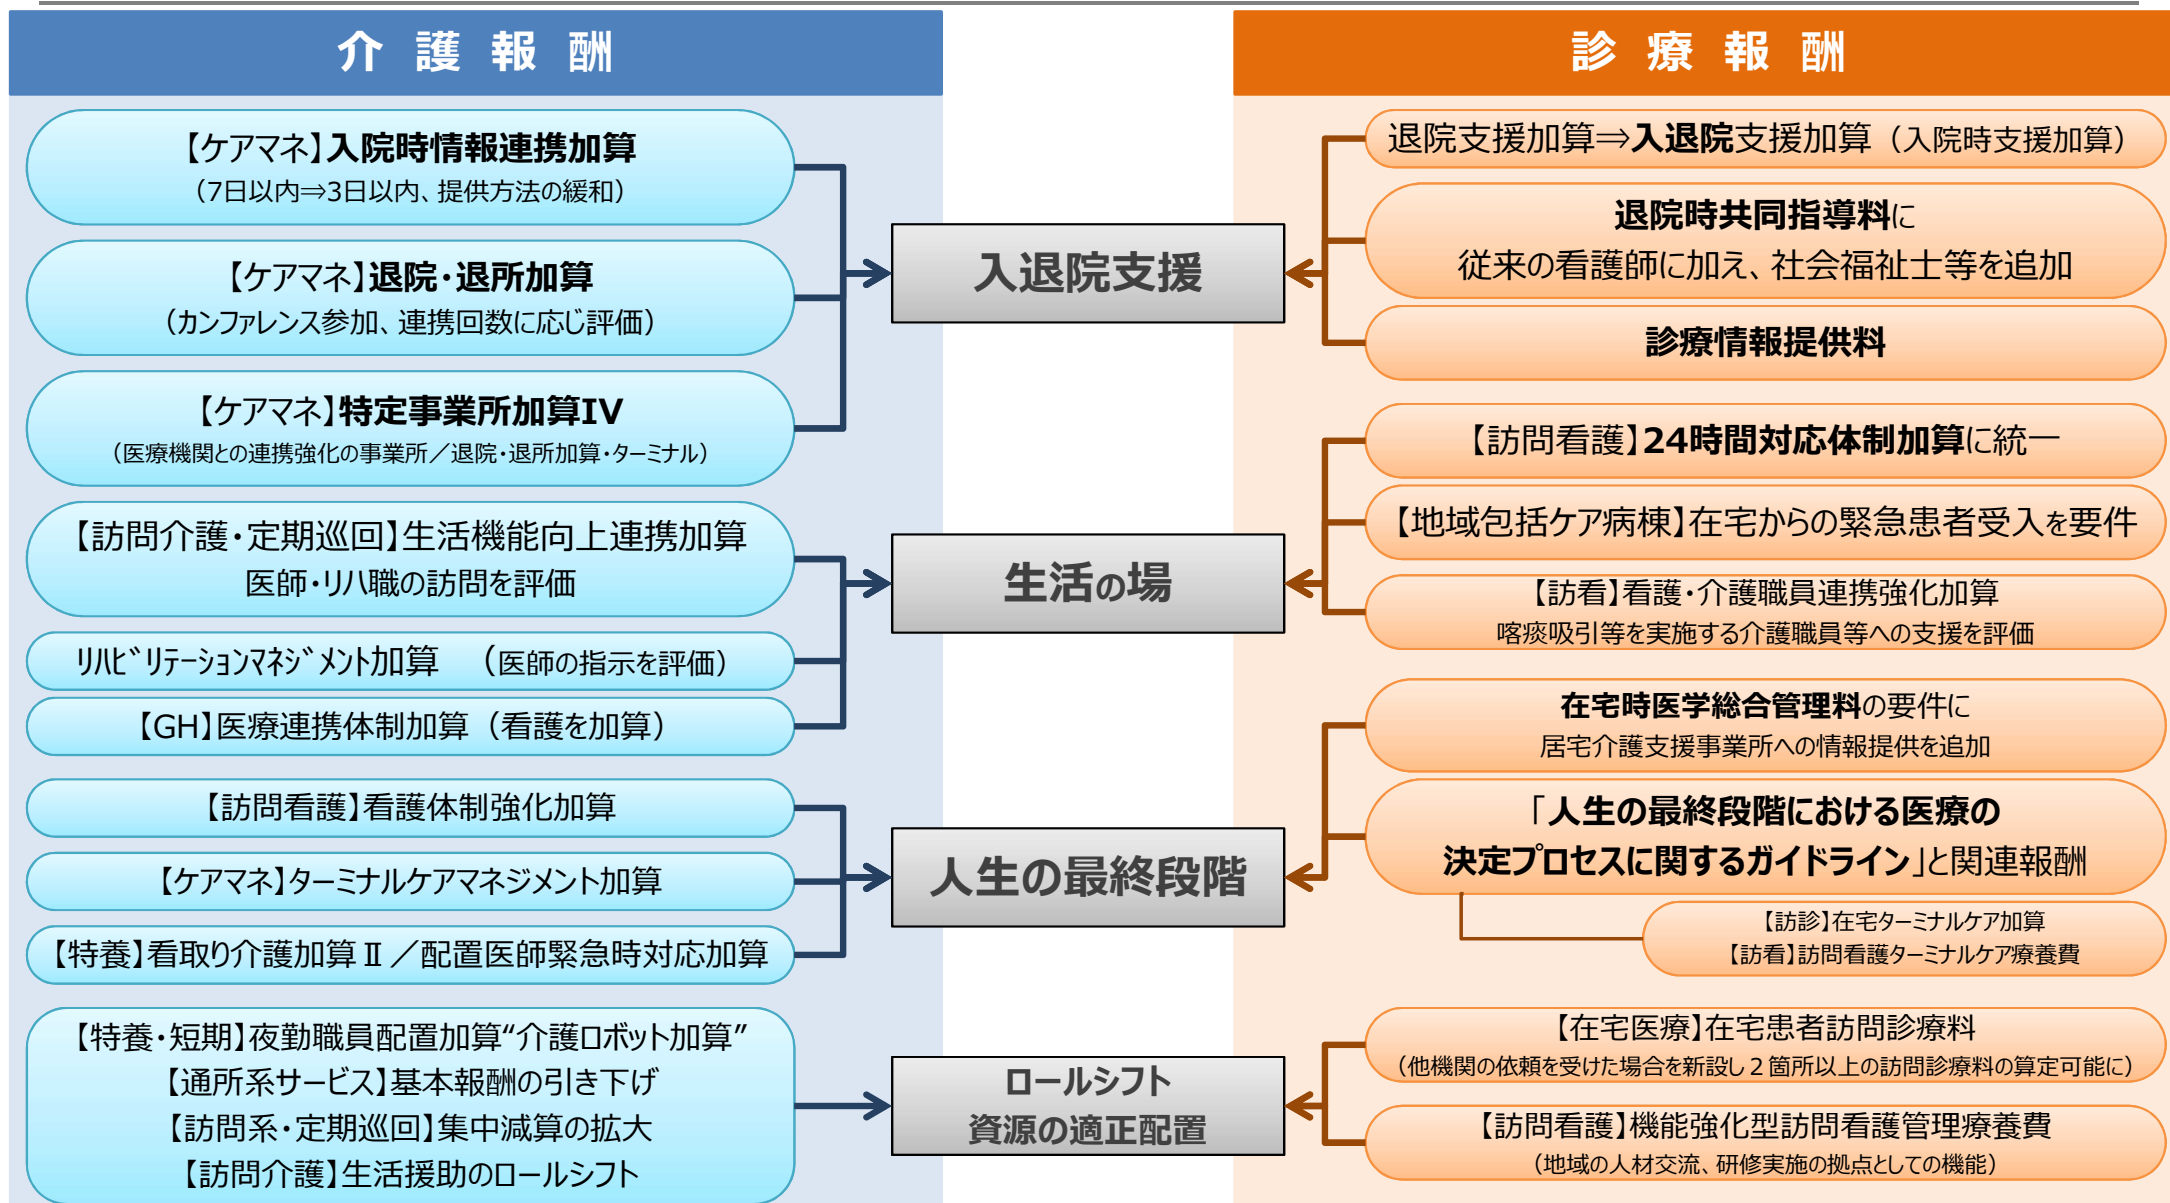 介護報酬
【ケアマネ】入院時情報連携加算
（7日以内⇒3日以内、提供方法の緩和）
【ケアマネ】退院・退所加算
（カンファレンス参加、連携回数に応じ評価）
【ケアマネ】特定事業所加算IV
（医療機関との連携強化の事業所／退院・退所加算・ターミナル）
【訪問介護・定期巡回】生活機能向上連携加算
医師・リハ職の訪問を評価
ﾘﾊﾋﾞﾘﾃｰｼｮﾝﾏﾈｼﾞﾒﾝﾄ加算　（医師の指示を評価）
【GH】医療連携体制加算（看護を加算）
【訪問看護】看護体制強化加算
【ケアマネ】ターミナルケアマネジメント加算
【特養】看取り介護加算Ⅱ／配置医師緊急時対応加算
【特養・短期】夜勤職員配置加算“介護ロボット加算”
【通所系サービス】基本報酬の引き下げ
【訪問系・定期巡回】集中減算の拡大
【訪問介護】生活援助のロールシフト
入退院支援
生活の場
人生の最終段階
ロールシフト
資源の適正配置
診療報酬
退院支援加算⇒入退院支援加算（入院時支援加算）
退院時共同指導料に
従来の看護師に加え、社会福祉士等を追加
診療情報提供料
【訪問看護】24時間対応体制加算に統一
【地域包括ケア病棟】在宅からの緊急患者受入を要件
【訪看】看護・介護職員連携強化加算
喀痰吸引等を実施する介護職員等への支援を評価
在宅時医学総合管理料の要件に
居宅介護支援事業所への情報提供を追加
「人生の最終段階における医療の
決定プロセスに関するガイドライン」と関連報酬
【訪診】在宅ターミナルケア加算
【訪看】訪問看護ターミナルケア療養費
【在宅医療】在宅患者訪問診療料
（他機関の依頼を受けた場合を新設し２箇所以上の訪問診療料の算定可能に）
【訪問看護】機能強化型訪問看護管理療養費
（地域の人材交流、研修実施の拠点としての機能）